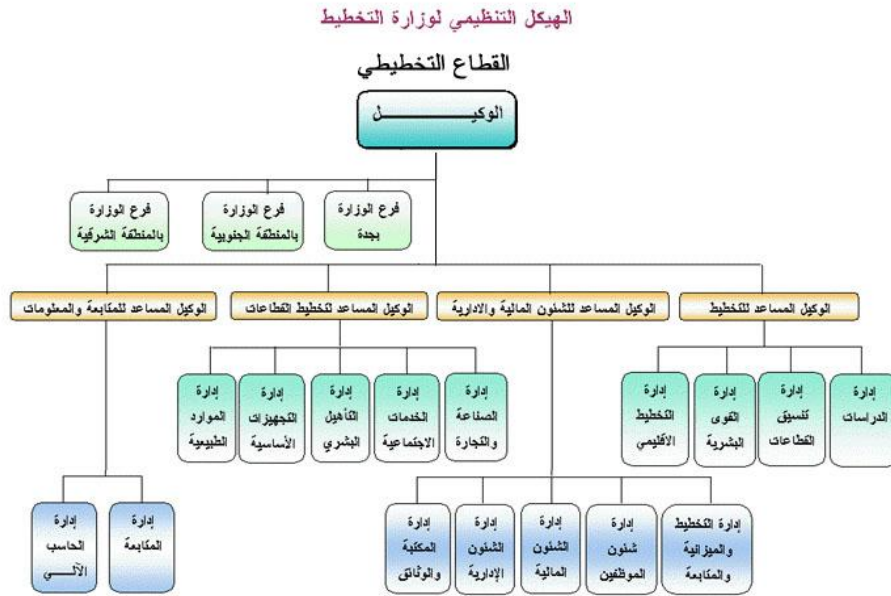 الهيكل التنظيمي لوزارة التخطيط
القطاع التخطيطي
الوكيــــــــــل
فرع الوزارة
بجدة
فرع الوزارة
بالمنطقة الجنوبية
فرع الوزارة
بالمنطقة الشرقية
الوكيل المساعد للتخطيط
الوكيل المساعد للشئون المالية والادارية
الوكيل المساعد لتخطيط القطاعات
الوكيل المساعد للمتابعة والمعلومات
إدارة
الدراسات
إدارة
تنسيق
القطاعات
إدارة
القوى
البشرية
إدارة
التخطيط
الاقليمي
إدارة
الصناعة
والتجارة
إدارة
الخدمات
الاجتماعية
إدارة
التأهيل
البشري
إدارة
التجهيزات
الأساسية
إدارة
الموارد
الطبيعية
إدارة التخطيط
والميزانية
والمتابعة
إدارة
شئون
الموظفين
إدارة
الشئون
المالية
إدارة
الشئون
الإدارية
إدارة
المكتبة
والوثائق
إدارة
المتابعة
إدارة
الحاسب
الآلـــي